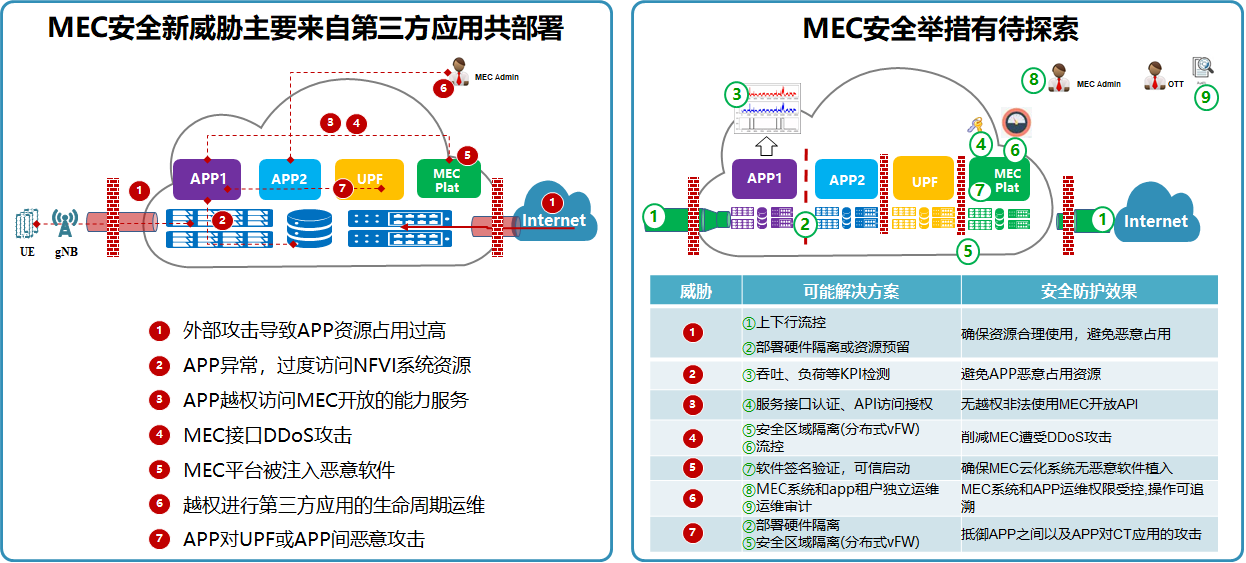 MEC安全新威胁主要来自第三方应用共部署
MEC Admin
6
3
4
5
1
APP1
APP2
UPF
MEC
Plat
7
2
1
Internet
UE
gNB
1 外部攻击导致APP资源占用过高
2 APP异常，过度访问NFVI系统资源
3 APP越权访问MEC开放的能力服务
4 MEC接口DDoS攻击
5 MEC平台被注入恶意软件
6 越权进行第三方应用的生命周期运维
7 APP对UPF或APP间恶意攻击
MEC安全举措有待探索
8
MEC Admin
OTT
9
3
4
6
APP1
APP2
UPF
MEC
Plat
7
1
2
1
Internet
5
威胁 可能解决方案 安全防护效果
1 ①上下行流控
②部署硬件隔离或资源预留
确保资源合理使用，避免恶意占用
2 ③吞吐、负荷等KPI检测 避免APP恶意占用资源
3 ④服务接口认证、API访问授权 无越权非法使用MEC开放API
4 ⑤安全区域隔离(分布式vFW)
⑥流控
削减MEC遭受DDoS攻击
5 ⑦软件签名验证，可信启动 确保MEC云化系统无恶意软件植入
6 ⑧MEC系统和app租户独立运维
⑨运维审计
MEC系统和APP运维权限受控,操作可追
溯
7 ②部署硬件隔离
⑤安全区域隔离(分布式vFW)
抵御APP之间以及APP对CT应用的攻击